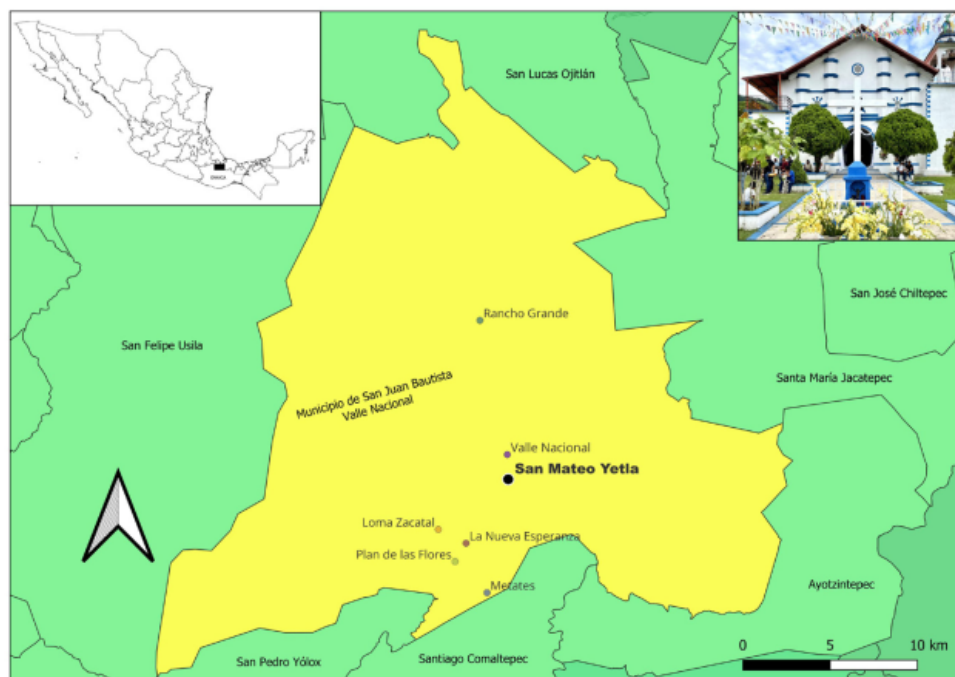 San Lucas Ojitlán
San José Chiltepec
Rancho Grande
San Felipe Usila
Santa María Jacatepec
Municipio de San Juan Bautista
Valle Nacional
Valle Nacional
San Mateo Yetla
Loma Zacatal
La Nueva Esperanza
Plan de las Flores
Metates
Ayotzintepec
San Pedro Yólox
Santiago Comaltepec
0 5 10 km